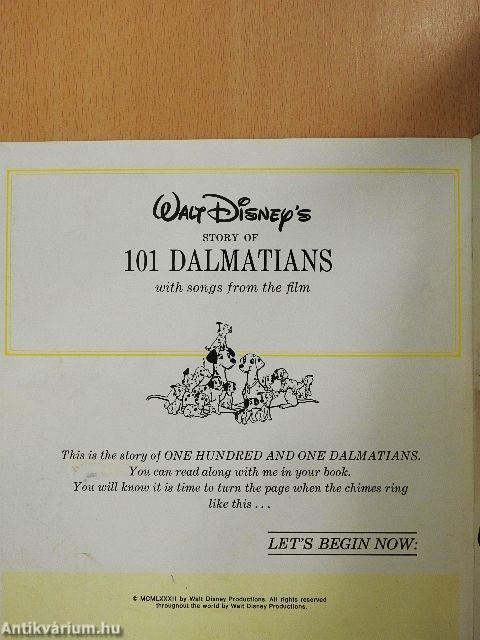 WALT DISNEY'S
STORY OF
101 DALMATIANS
with songs from the film
This is the story of ONE HUNDRED AND ONE DALMATIANS.
You can read along with me in your book.
You will know it is time to turn the page when the chimes ring
like this . . .
LET'S BEGIN NOW:
© MCMLXXXII by Walt Disney Productions. All rights reserved
throughout the world by Walt Disney Productions.
Antikvárium.hu